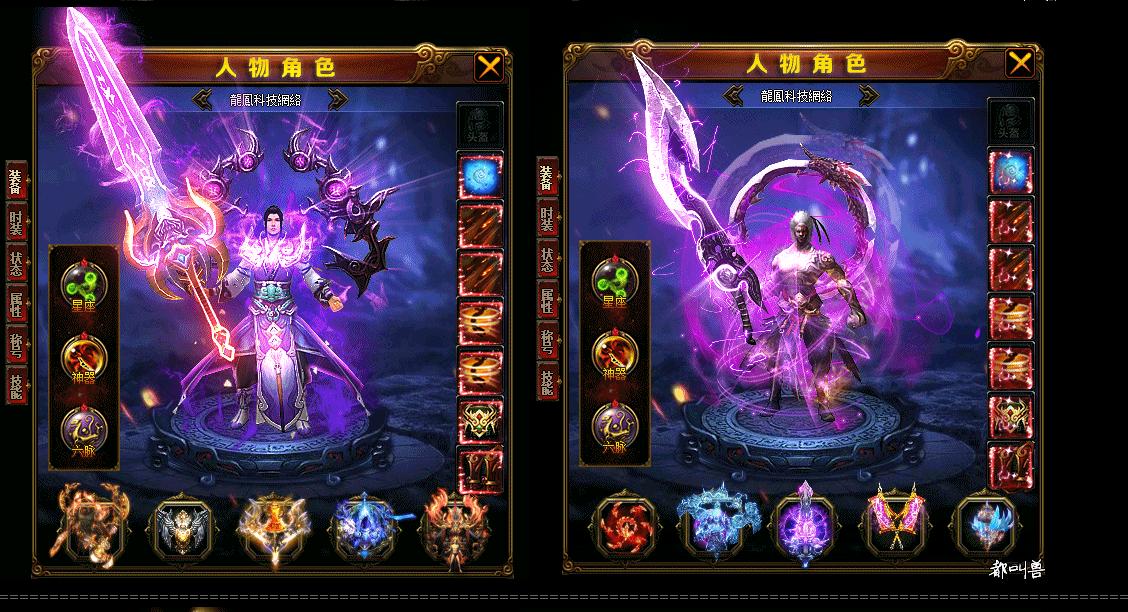 人物角色
龍鳳科技網絡
头盔
装备
时装
状态
属性
称号
技能
星座
神器
六脉
人物角色
龍鳳科技網絡
头盔
装备
时装
状态
属性
称号
技能
星座
神器
六脉
都叫兽